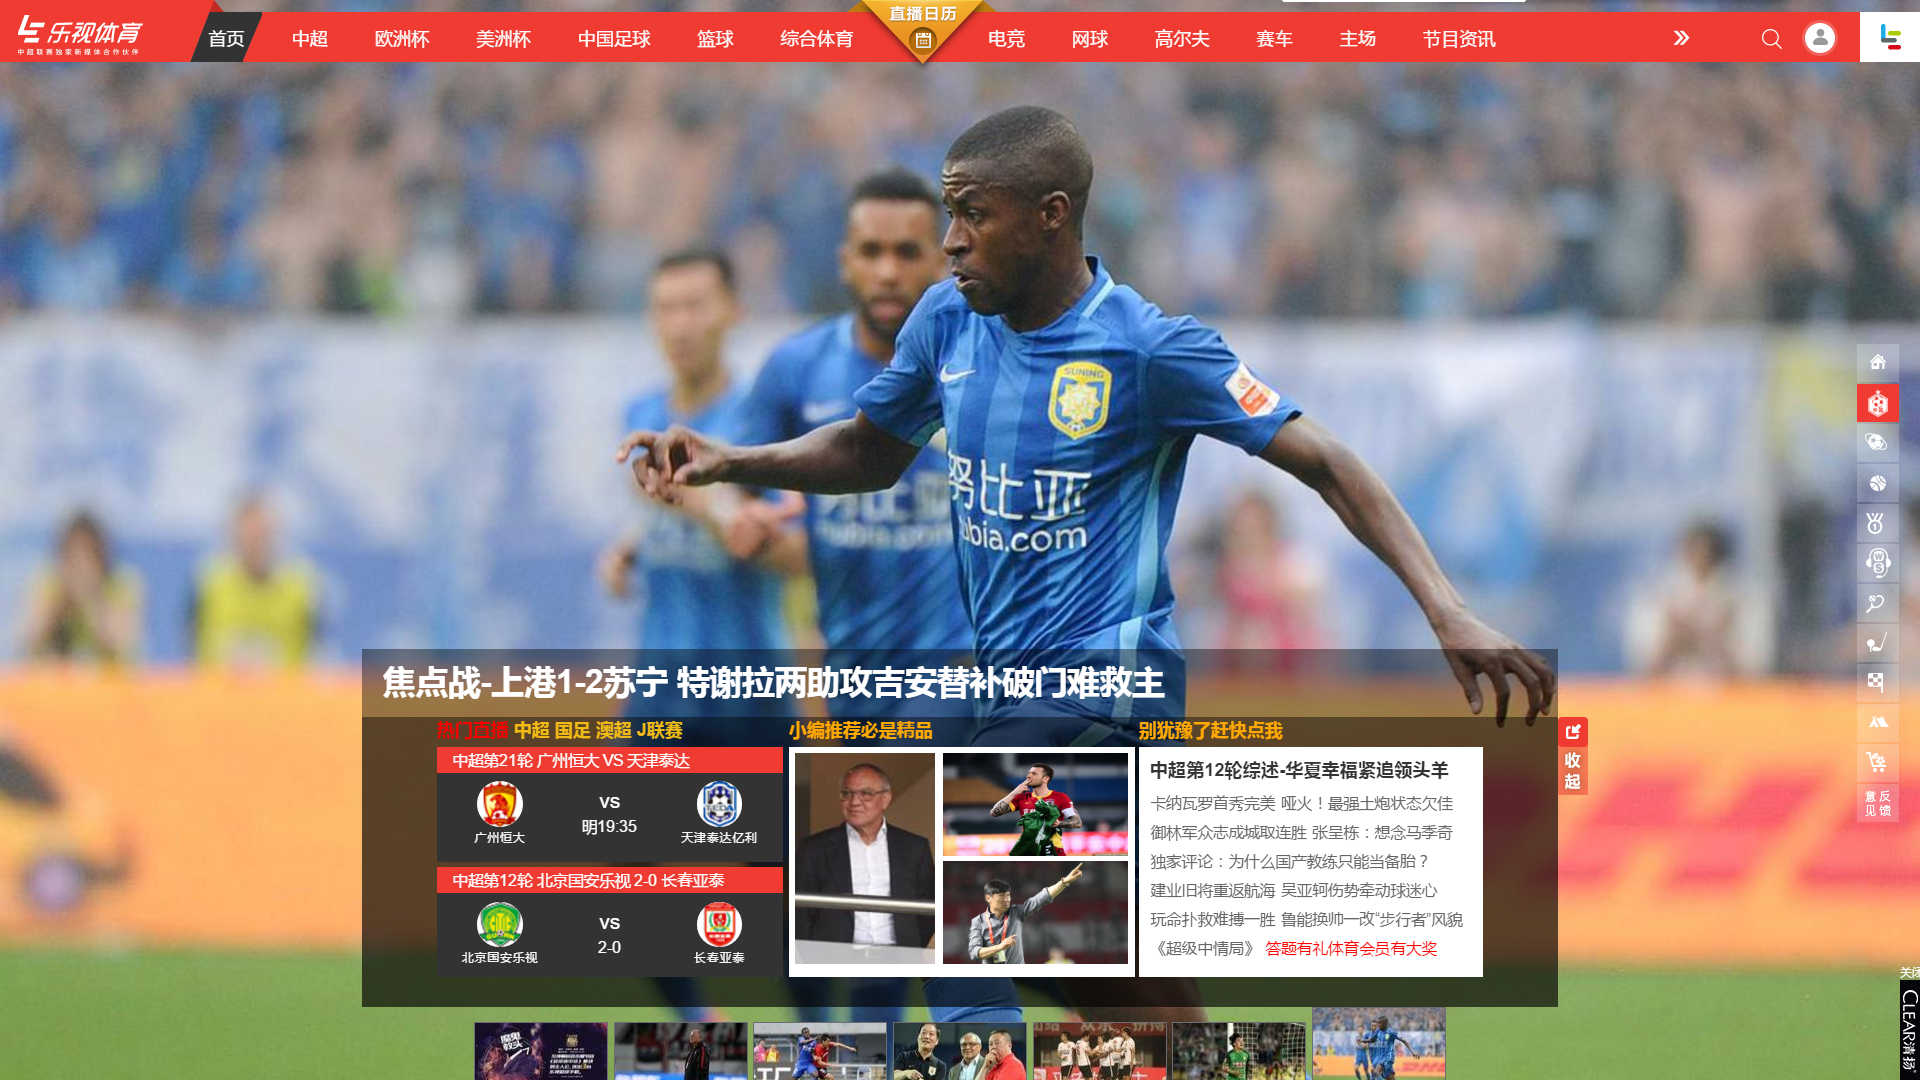 乐视体育
中超联赛独家新媒体合作伙伴
首页 中超 欧洲杯 美洲杯 中国足球 篮球 综合体育 直播日历 电竞 网球 高尔夫 赛车 主场 节目资讯
SUNING
努比亚
nubia.com
焦点战-上港1-2苏宁 特谢拉两助攻吉安替补破门难救主
热门直播 中超 国足 澳超 J联赛
中超第21轮 广州恒大 VS 天津泰达
VS
明19:35
广州恒大
天津泰达亿利
中超第12轮 北京国安乐视 2-0 长春亚泰
VS
2-0
北京国安乐视
长春亚泰
小编推荐必是精品
别犹豫了赶快点我
中超第12轮综述-华夏幸福紧追领头羊
卡纳瓦罗首秀完美 哑火！最强土炮状态欠佳
御林军众志成城取连胜 张呈栋：想念马季奇
独家评论：为什么国产教练只能当备胎？
建业旧将重返航海 吴亚轲伤势牵动球迷心
玩命扑救难搏一胜 鲁能换帅一改“步行者”风貌
《超级中情局》 答题有礼体育会员有大奖
收起
意见反馈
关闭
CLEAR清扬
魔鬼教头